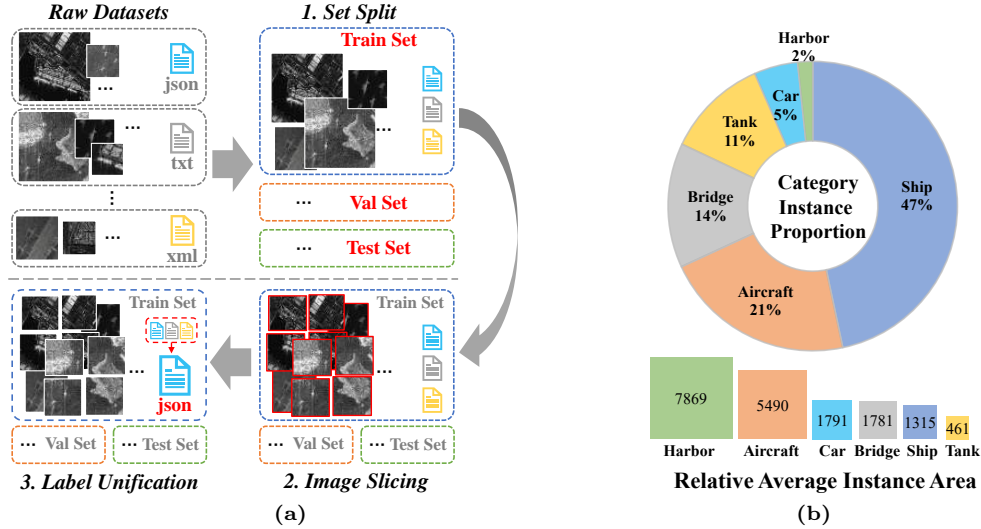 Raw Datasets
json
...
txt
...
...
xml
...
1. Set Split
Train Set
...
... Val Set
... Test Set
Train Set
...
json
... Val Set
... Test Set
3. Label Unification
Train Set
...
... Val Set
... Test Set
2. Image Slicing
(a)
Harbor
2%
Car
5%
Tank
11%
Bridge
14%
Aircraft
21%
Ship
47%
Category
Instance
Proportion
7869
5490
1791
1781
1315
461
Harbor
Aircraft
Car
Bridge
Ship
Tank
Relative Average Instance Area
(b)